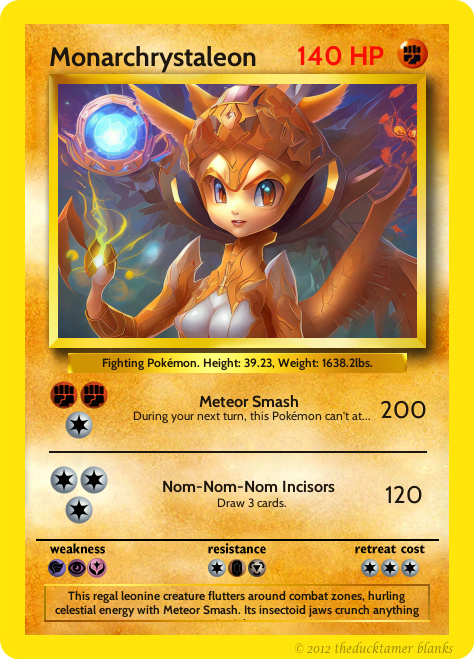 Monarchrystaleon 140 HP
Fighting Pokémon. Height: 39.23, Weight: 1638.2lbs.
Meteor Smash 200
During your next turn, this Pokémon can't at...
Nom-Nom-Nom Incisors 120
Draw 3 cards.
weakness resistance retreat cost
This regal leonine creature flutters around combat zones, hurling
celestial energy with Meteor Smash. Its insectoid jaws crunch anything
© 2012 theducktamer blanks